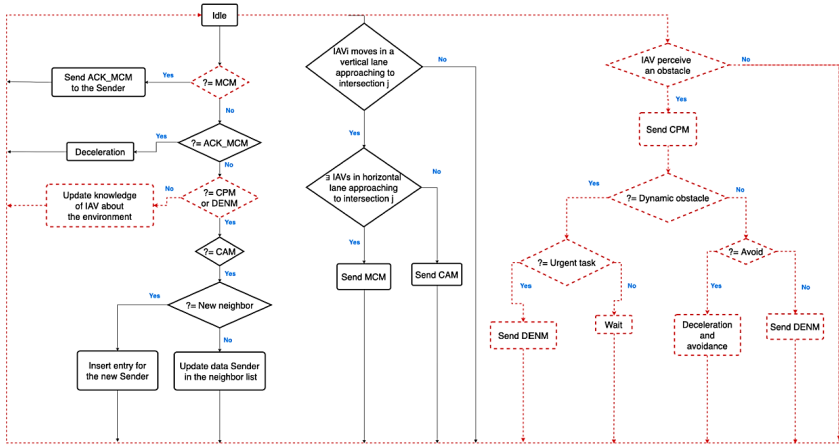 Idle
?= MCM
Yes
Send ACK_MCM
to the Sender
No
?= ACK_MCM
Yes
Deceleration
No
?= CPM
or DENM
No
Update knowledge
of IAV about
the environment
Yes
?= CAM
Yes
?= New neighbor
Yes
No
Insert entry for
the new Sender
Update data Sender
in the neighbor list
IAVi moves in a
vertical lane
approaching to
intersection j
No
Yes
∃ IAVs in horizontal
lane approaching
to intersection j
No
Yes
Send MCM
Send CAM
IAV perceive
an obstacle
No
Yes
Send CPM
?= Dynamic obstacle
Yes
No
?= Urgent task
Yes
No
Send DENM
Wait
?= Avoid
Yes
No
Deceleration
and
avoidance
Send DENM